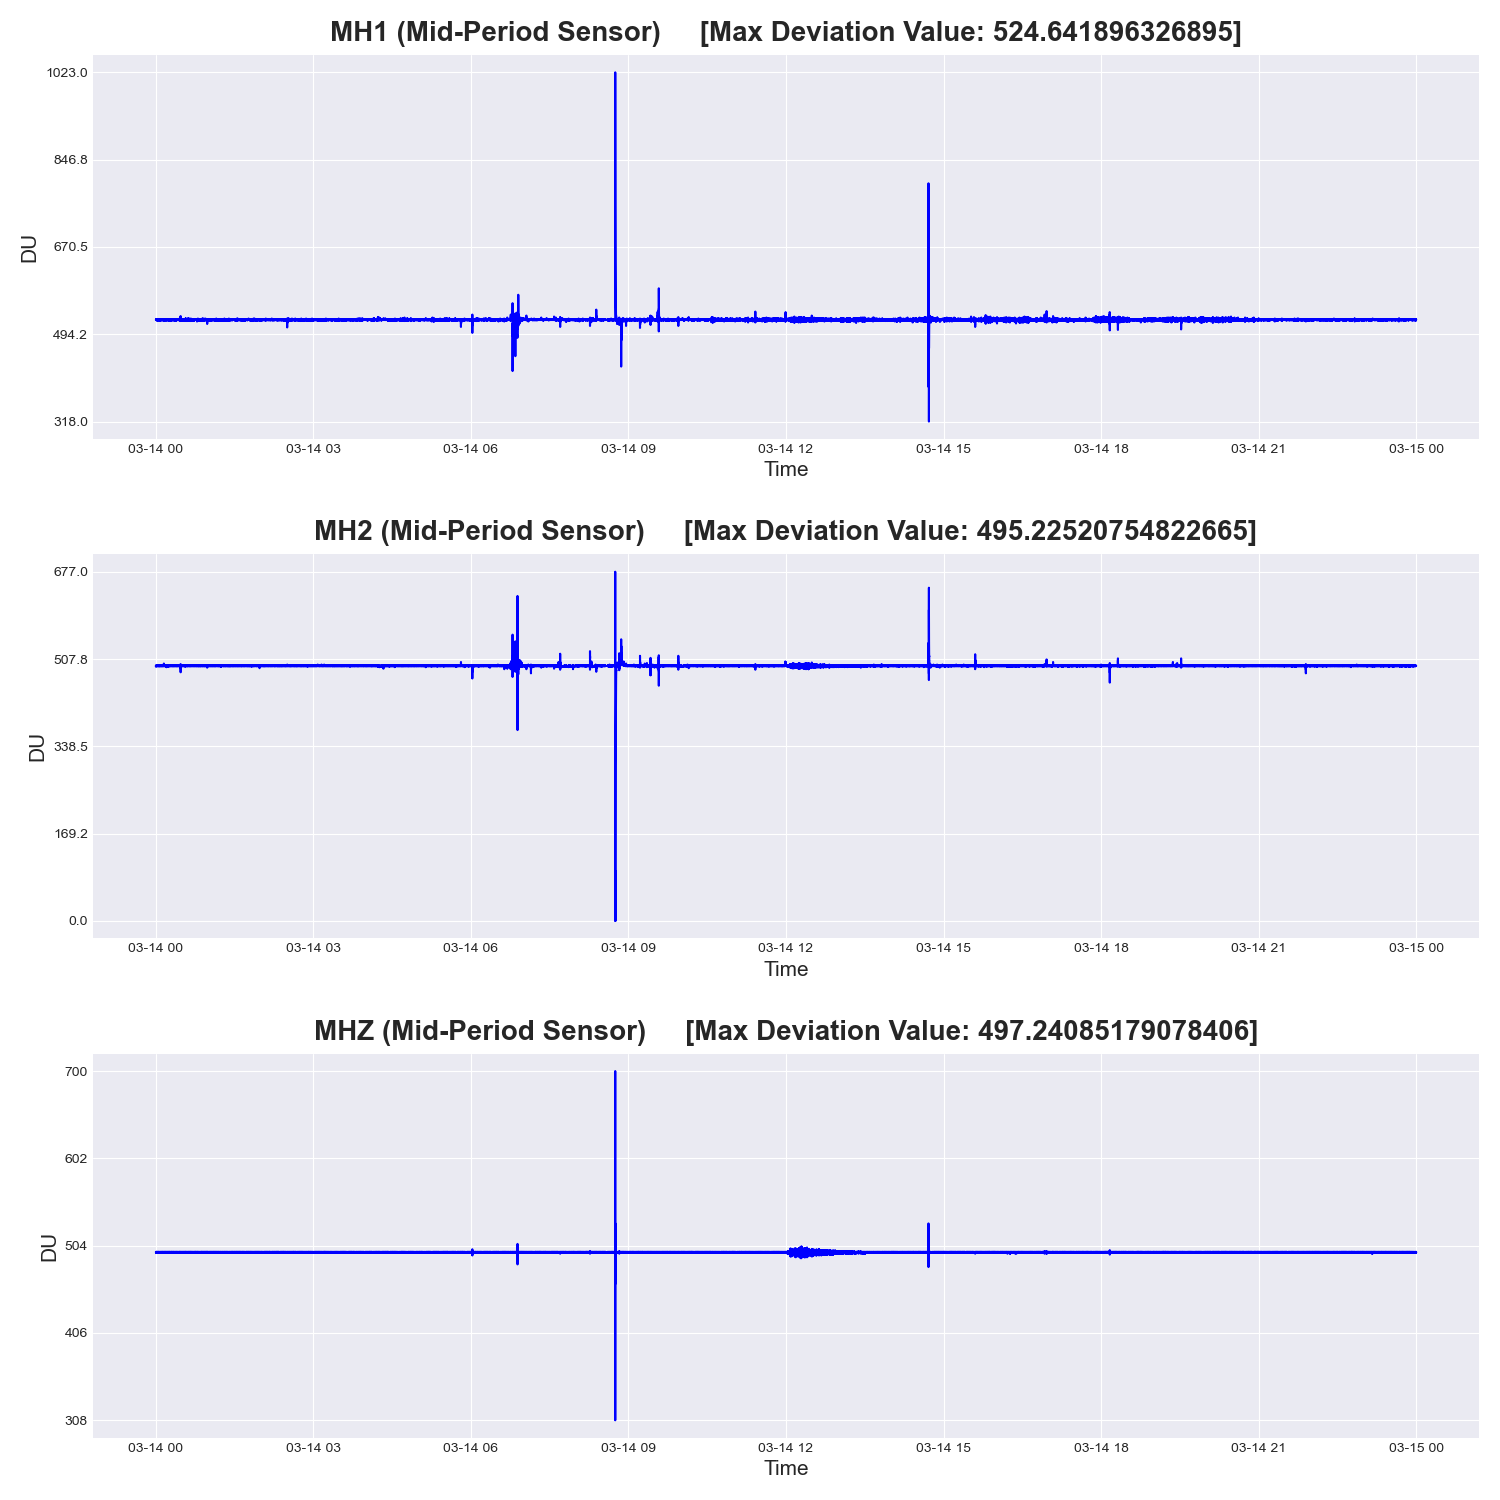 MH1 (Mid-Period Sensor) [Max Deviation Value: 524.641896326895]
1023.0
846.8
670.5
494.2
318.0
DU
03-14 00 03-14 03 03-14 06 03-14 09 03-14 12 03-14 15 03-14 18 03-14 21 03-15 00
Time
MH2 (Mid-Period Sensor) [Max Deviation Value: 495.22520754822665]
677.0
507.8
338.5
169.2
0.0
DU
03-14 00 03-14 03 03-14 06 03-14 09 03-14 12 03-14 15 03-14 18 03-14 21 03-15 00
Time
MHZ (Mid-Period Sensor) [Max Deviation Value: 497.24085179078406]
700
602
504
406
308
DU
03-14 00 03-14 03 03-14 06 03-14 09 03-14 12 03-14 15 03-14 18 03-14 21 03-15 00
Time